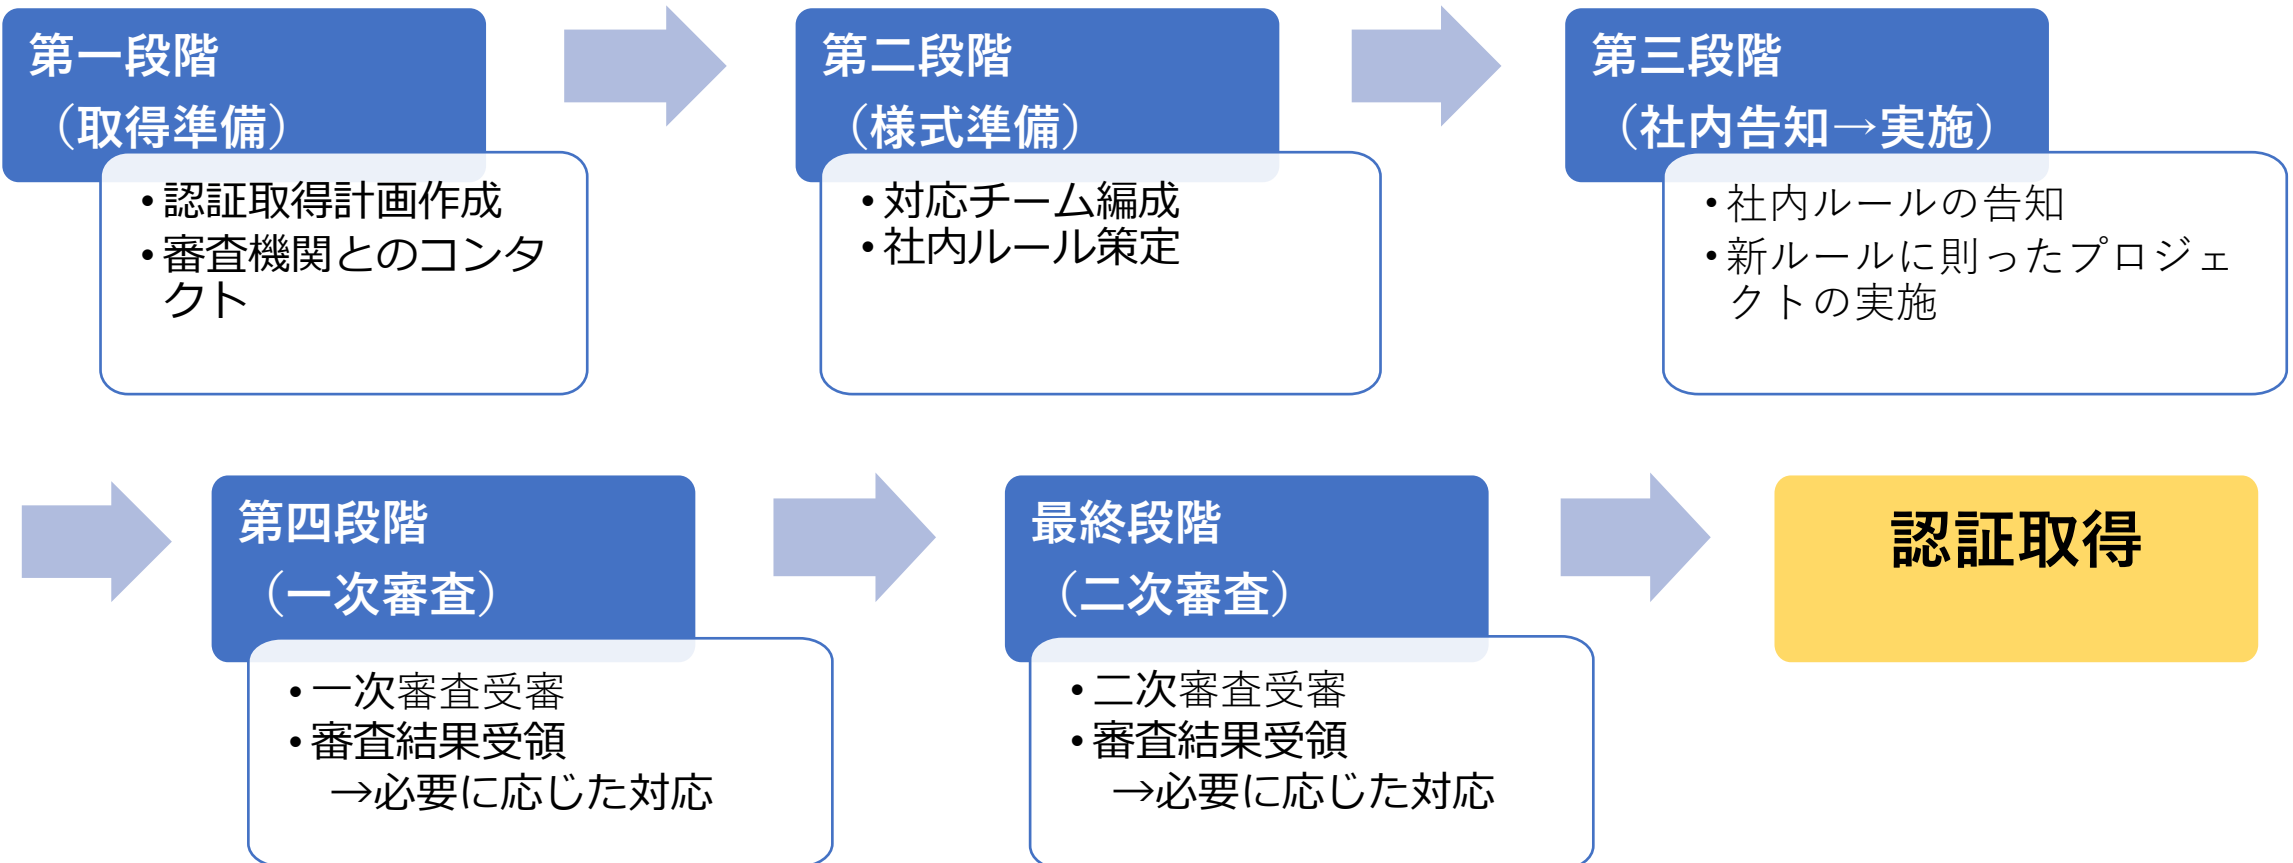 第一段階
（取得準備）
•認証取得計画作成
•審査機関とのコンタ
クト
第二段階
（様式準備）
•対応チーム編成
•社内ルール策定
第三段階
（社内告知→実施）
•社内ルールの告知
•新ルールに則ったプロジェ
クトの実施
第四段階
（一次審査）
•一次審査受審
•審査結果受領
→必要に応じた対応
最終段階
（二次審査）
•二次審査受審
•審査結果受領
→必要に応じた対応
認証取得